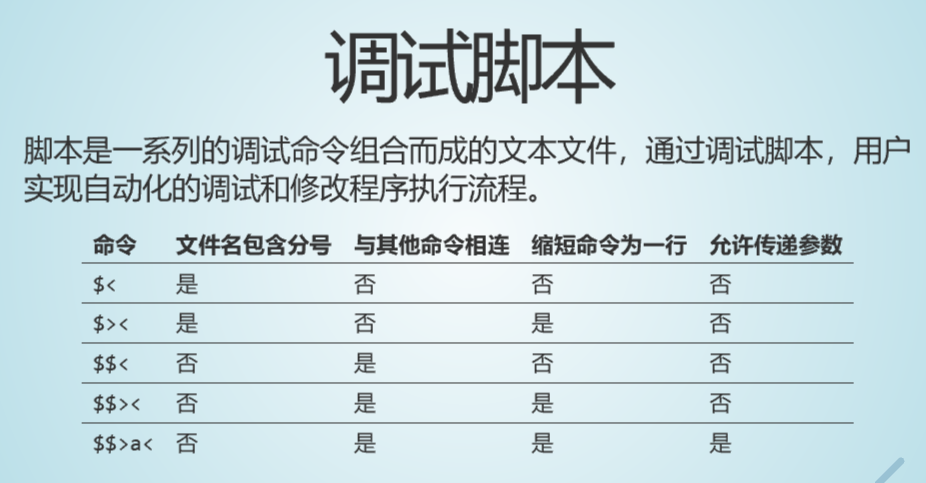 调试脚本
脚本是一系列的调试命令组合而成的文本文件，通过调试脚本，用户
实现自动化的调试和修改程序执行流程。
命令 文件名包含分号 与其他命令相连 缩短命令为一行 允许传递参数
$< 是 否 否 否
$>< 是 否 是 否
$$< 否 是 否 否
$$>< 否 是 是 否
$$>a< 否 是 是 是